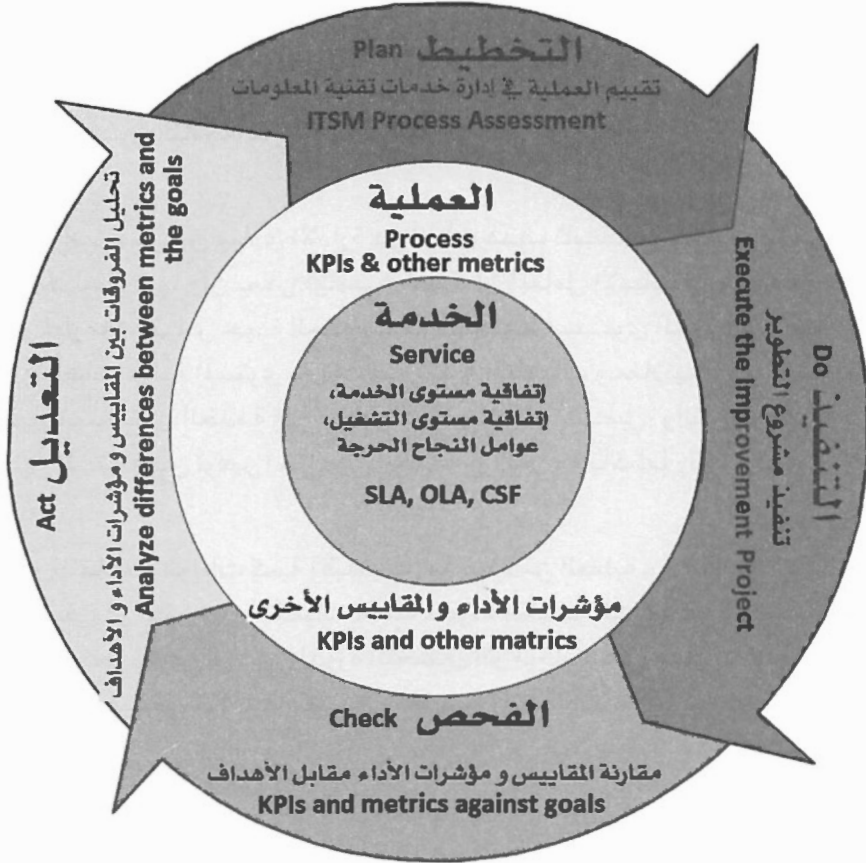 التخطيط Plan
تقييم العملية في إدارة خدمات تقنية المعلومات
ITSM Process Assessment
التنفيذ Do
تنفيذ مشروع التطوير
Execute the Improvement Project
الفحص Check
مقارنة المقاييس و مؤشرات الأداء مقابل الأهداف
KPIs and metrics against goals
التعديل Act
تحليل الفروقات بين المقاييس و مؤشرات الأداء و الأهداف
Analyze differences between metrics and
the goals
العملية
Process
KPIs & other metrics
الخدمة
Service
إتفاقية مستوى الخدمة،
إتفاقية مستوى التشغيل،
عوامل النجاح الحرجة
SLA, OLA, CSF
مؤشرات الأداء والمقاييس الأخرى
KPIs and other matrics